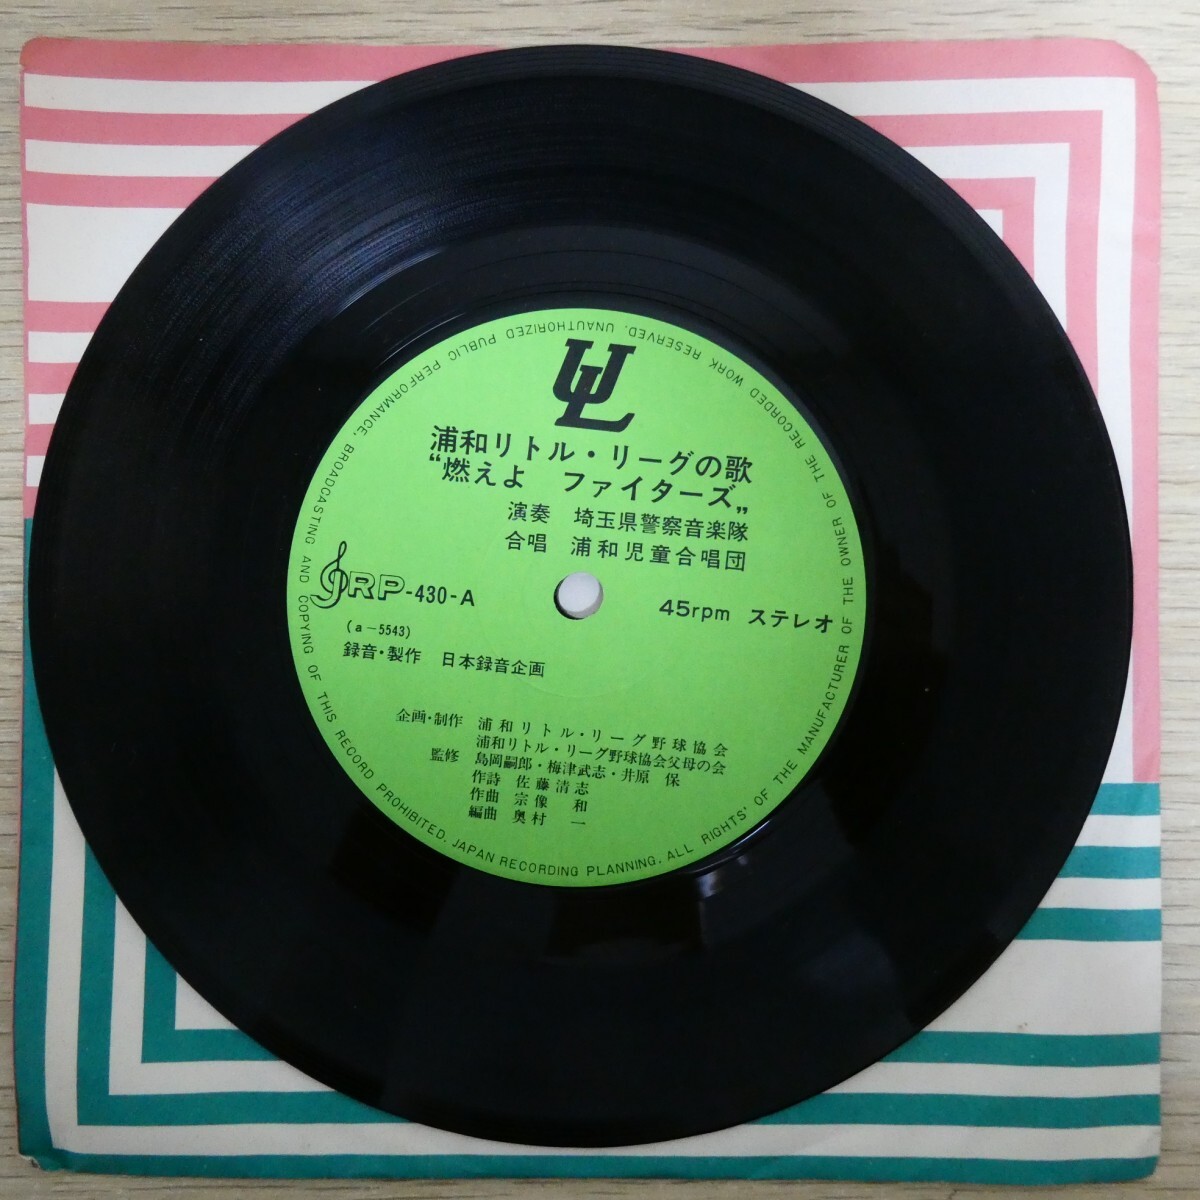 UL
浦和リトル・リーグの歌
“燃えよ ファイターズ”
演奏 埼玉県警察音楽隊
合唱 浦和児童合唱団
JRP-430-A
45rpm ステレオ
(a-5543)
録音・製作 日本録音企画
企画・制作 浦和リトル・リーグ野球協会
浦和リトル・リーグ野球協会父母の会
監修 島岡嗣郎・梅津武志・井原 保
作詩 佐藤清志
作曲 宗像 和
編曲 奥村 一
ALL RIGHTS' OF THE MANUFACTURER OF THE OWNER OF THE RECORDED WORK RESERVED. UNAUTHORIZED PUBLIC PERFORMANCE, BROADCASTING AND COPYING OF THIS RECORD PROHIBITED. JAPAN RECORDING PLANNING.